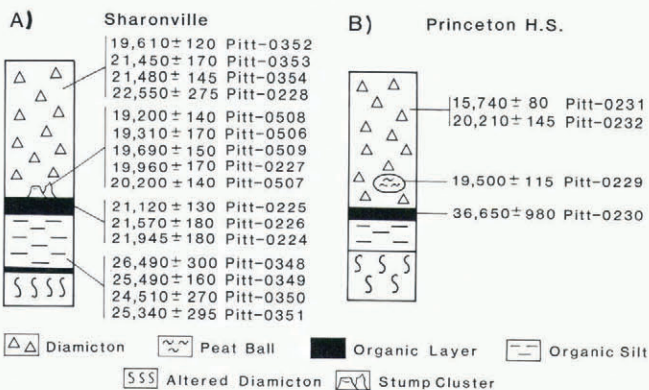 A) Sharonville
19,610 ± 120 Pitt-0352
21,450 ± 170 Pitt-0353
21,480 ± 145 Pitt-0354
22,550 ± 275 Pitt-0228
19,200 ± 140 Pitt-0508
19,310 ± 170 Pitt-0506
19,690 ± 150 Pitt-0509
19,960 ± 170 Pitt-0227
20,200 ± 140 Pitt-0507
21,120 ± 130 Pitt-0225
21,570 ± 180 Pitt-0226
21,945 ± 180 Pitt-0224
26,490 ± 300 Pitt-0348
25,490 ± 160 Pitt-0349
24,510 ± 270 Pitt-0350
25,340 ± 295 Pitt-0351
B) Princeton H.S.
15,740 ± 80 Pitt-0231
20,210 ± 145 Pitt-0232
19,500 ± 115 Pitt-0229
36,650 ± 980 Pitt-0230
Diamicton Peat Ball Organic Layer Organic Silt
Altered Diamicton Stump Cluster